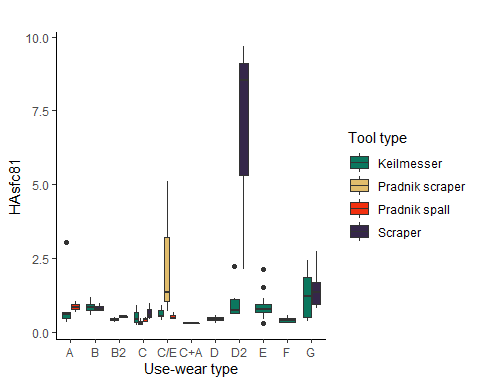 10.0
7.5
5.0
2.5
0.0
HAsfc81
A B B2 C C/E C+A D D2 E F G
Use-wear type
Tool type
Keilmesser
Pradnik scraper
Pradnik spall
Scraper